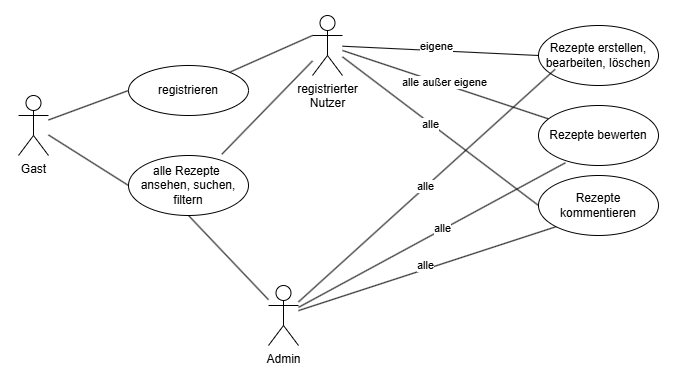 eigene
Rezepte erstellen,
bearbeiten, löschen
registrieren
registrierter
Nutzer
alle außer eigene
alle
Rezepte bewerten
Gast
alle Rezepte
ansehen, suchen,
filtern
alle
Rezepte
kommentieren
alle
alle
Admin